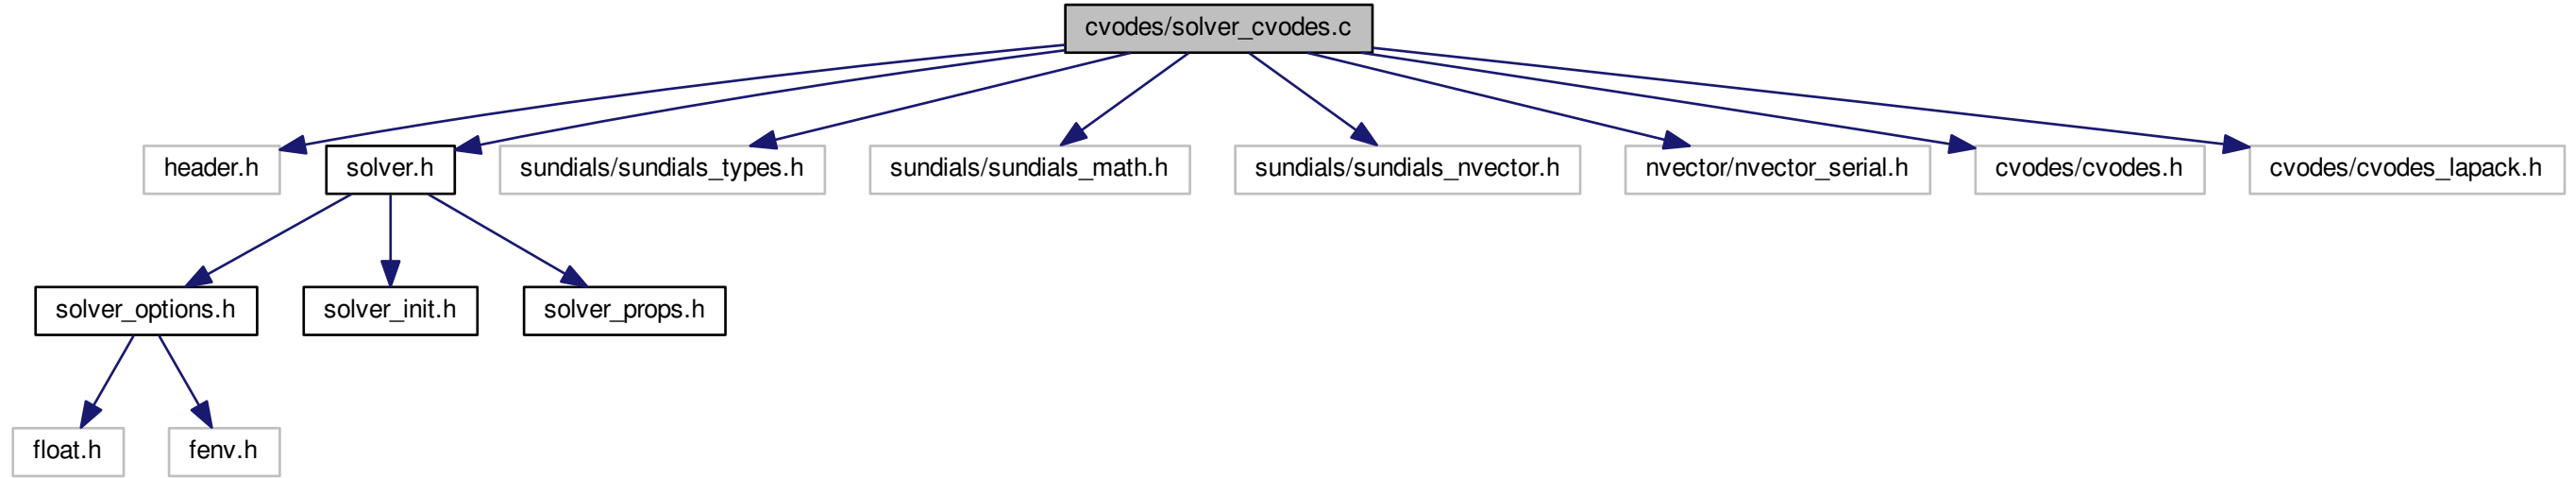 cvodes/solver_cvodes.c
header.h
solver.h
sundials/sundials_types.h
sundials/sundials_math.h
sundials/sundials_nvector.h
nvector/nvector_serial.h
cvodes/cvodes.h
cvodes/cvodes_lapack.h
solver_options.h
solver_init.h
solver_props.h
float.h
fenv.h